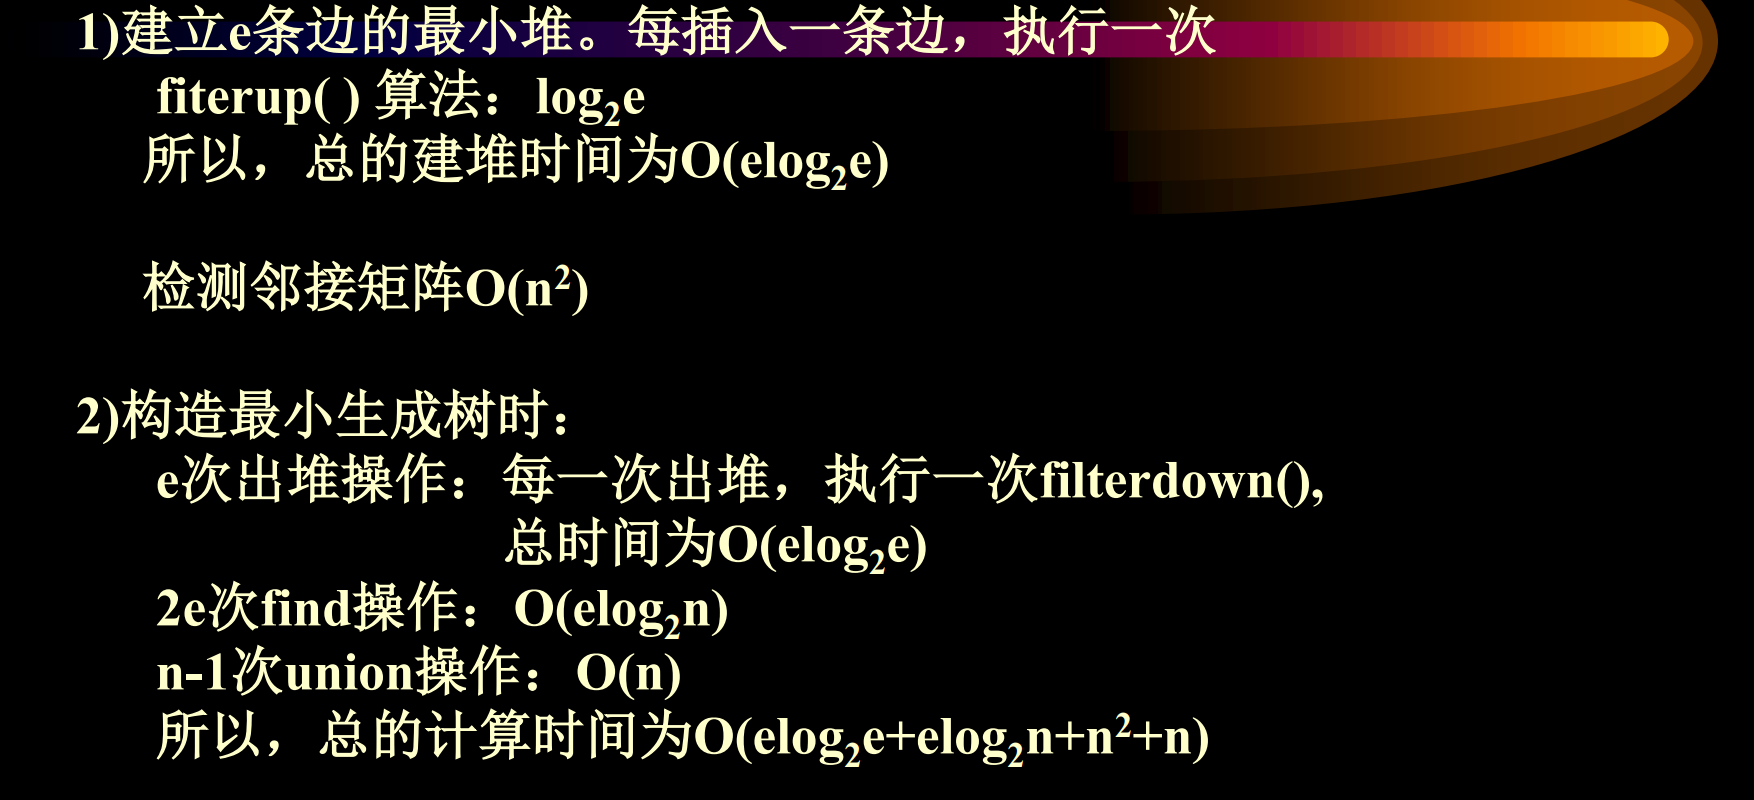 1)建立e条边的最小堆。每插入一条边，执行一次
fiterup( ) 算法：log₂e
所以，总的建堆时间为O(elog₂e)
检测邻接矩阵O(n²)
2)构造最小生成树时：
e次出堆操作：每一次出堆，执行一次filterdown(),
总时间为O(elog₂e)
2e次find操作：O(elog₂n)
n-1次union操作：O(n)
所以，总的计算时间为O(elog₂e+elog₂n+n²+n)